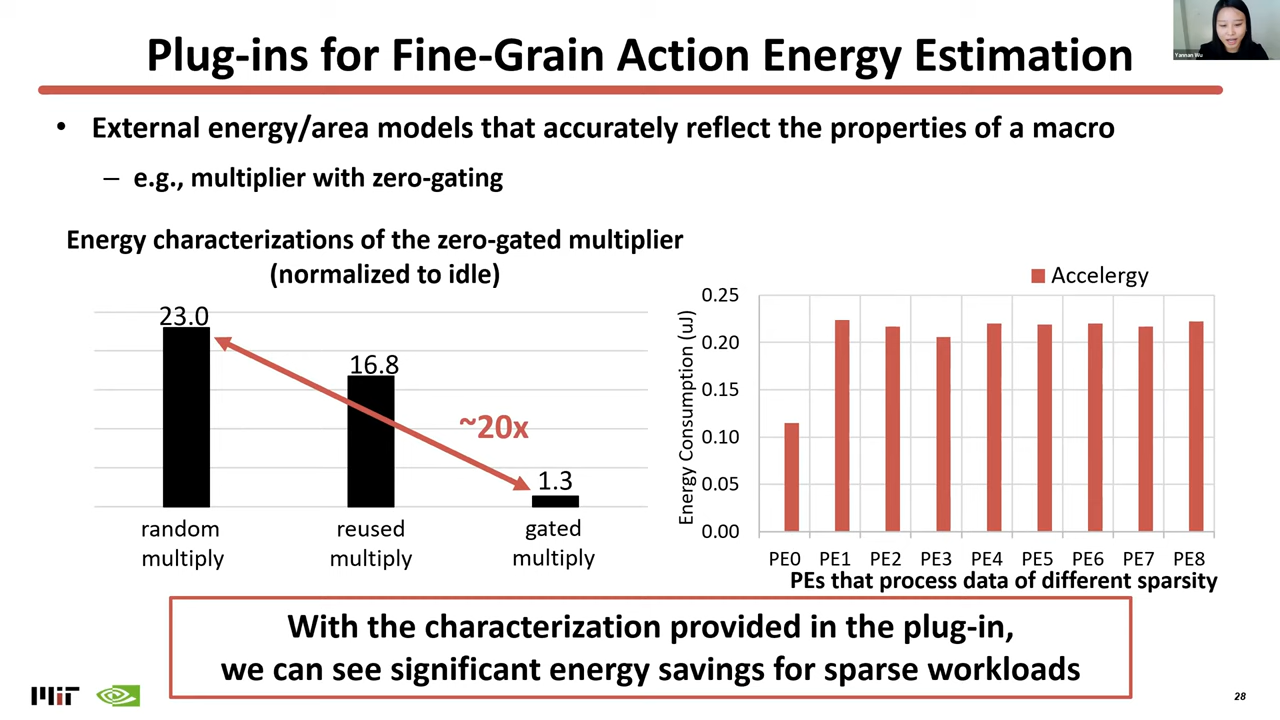 Plug-ins for Fine-Grain Action Energy Estimation
Yannan Wu
• External energy/area models that accurately reflect the properties of a macro
– e.g., multiplier with zero-gating
Energy characterizations of the zero-gated multiplier
(normalized to idle)
23.0
16.8
~20x
1.3
random
multiply
reused
multiply
gated
multiply
Accelergy
Energy Consumption (uJ)
0.25
0.20
0.15
0.10
0.05
0.00
PE0 PE1 PE2 PE3 PE4 PE5 PE6 PE7 PE8
PEs that process data of different sparsity
With the characterization provided in the plug-in,
we can see significant energy savings for sparse workloads
MIT
28